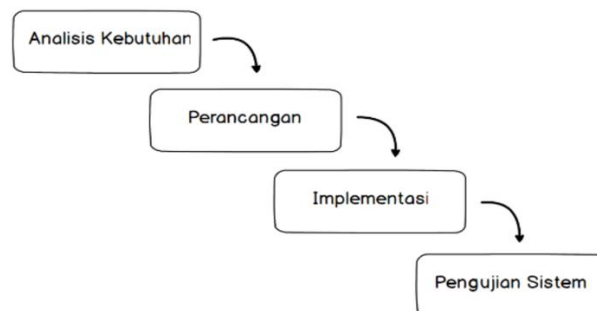 Analisis Kebutuhan
Perancangan
Implementasi
Pengujian Sistem